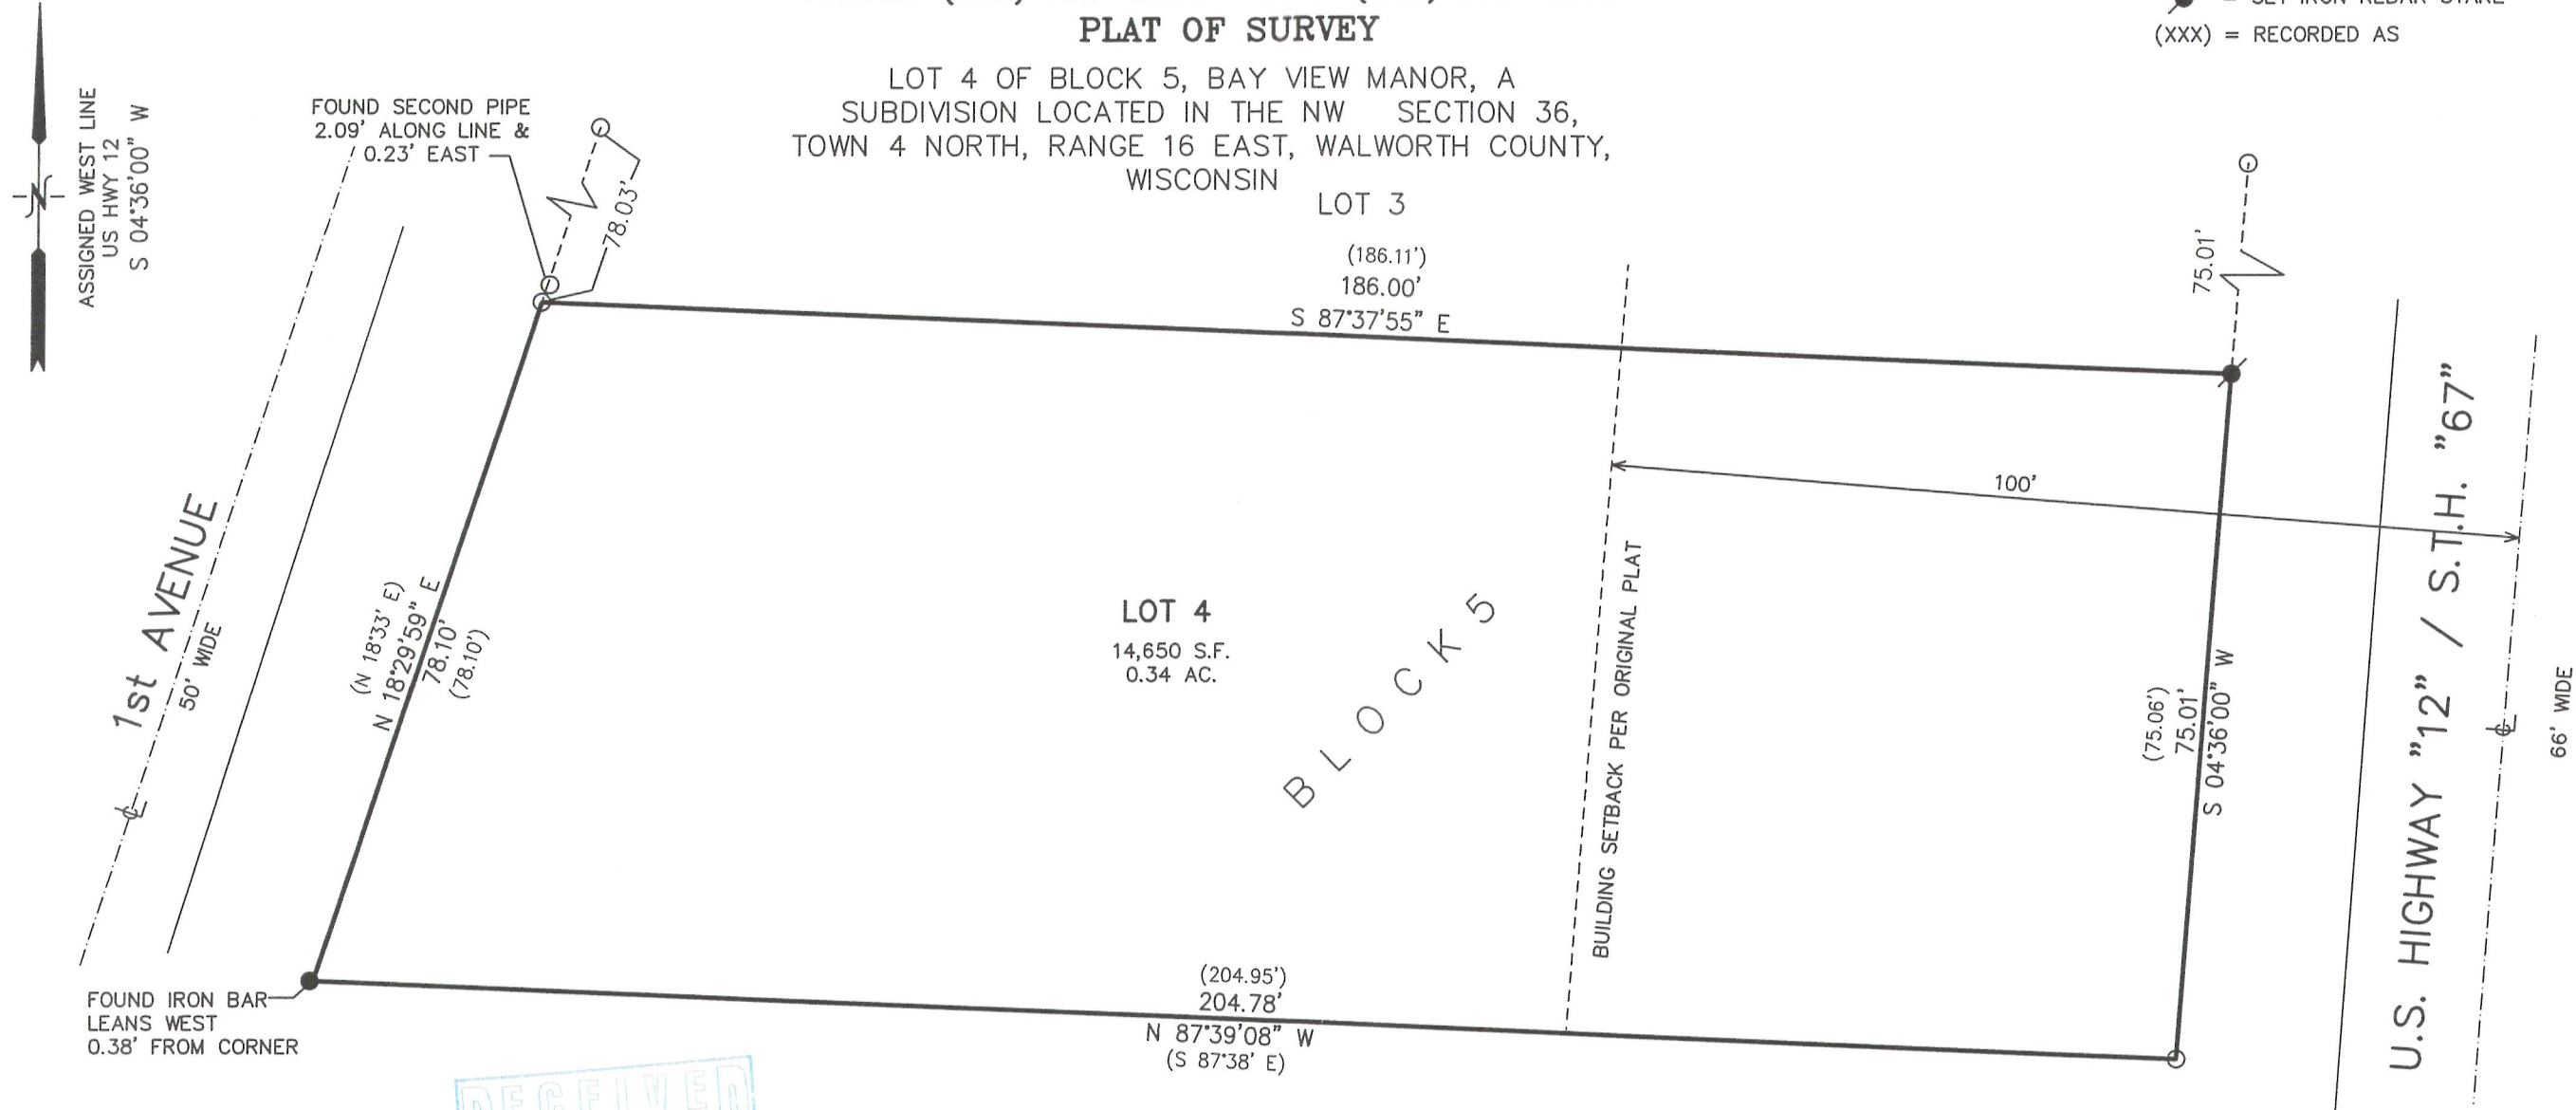 PLAT OF SURVEY
LOT 4 OF BLOCK 5, BAY VIEW MANOR, A
SUBDIVISION LOCATED IN THE NW SECTION 36,
TOWN 4 NORTH, RANGE 16 EAST, WALWORTH COUNTY,
WISCONSIN
= SET IRON REBAR STAKE
(XXX) = RECORDED AS
N
ASSIGNED WEST LINE
US HWY 12
S 04°36'00" W
FOUND SECOND PIPE
2.09' ALONG LINE &
0.23' EAST
78.03'
LOT 3
(186.11')
186.00'
S 87°37'55" E
75.01'
1st AVENUE
50' WIDE
(N 18°33' E)
N 18°29'59" E
78.10'
(78.10')
LOT 4
14,650 S.F.
0.34 AC.
BLOCK 5
BUILDING SETBACK PER ORIGINAL PLAT
100'
(75.06')
75.01'
S 04°36'00" W
U.S. HIGHWAY "12" / S.T.H. "67"
66' WIDE
FOUND IRON BAR
LEANS WEST
0.38' FROM CORNER
(204.95')
204.78'
N 87°39'08" W
(S 87°38' E)
RECEIVED